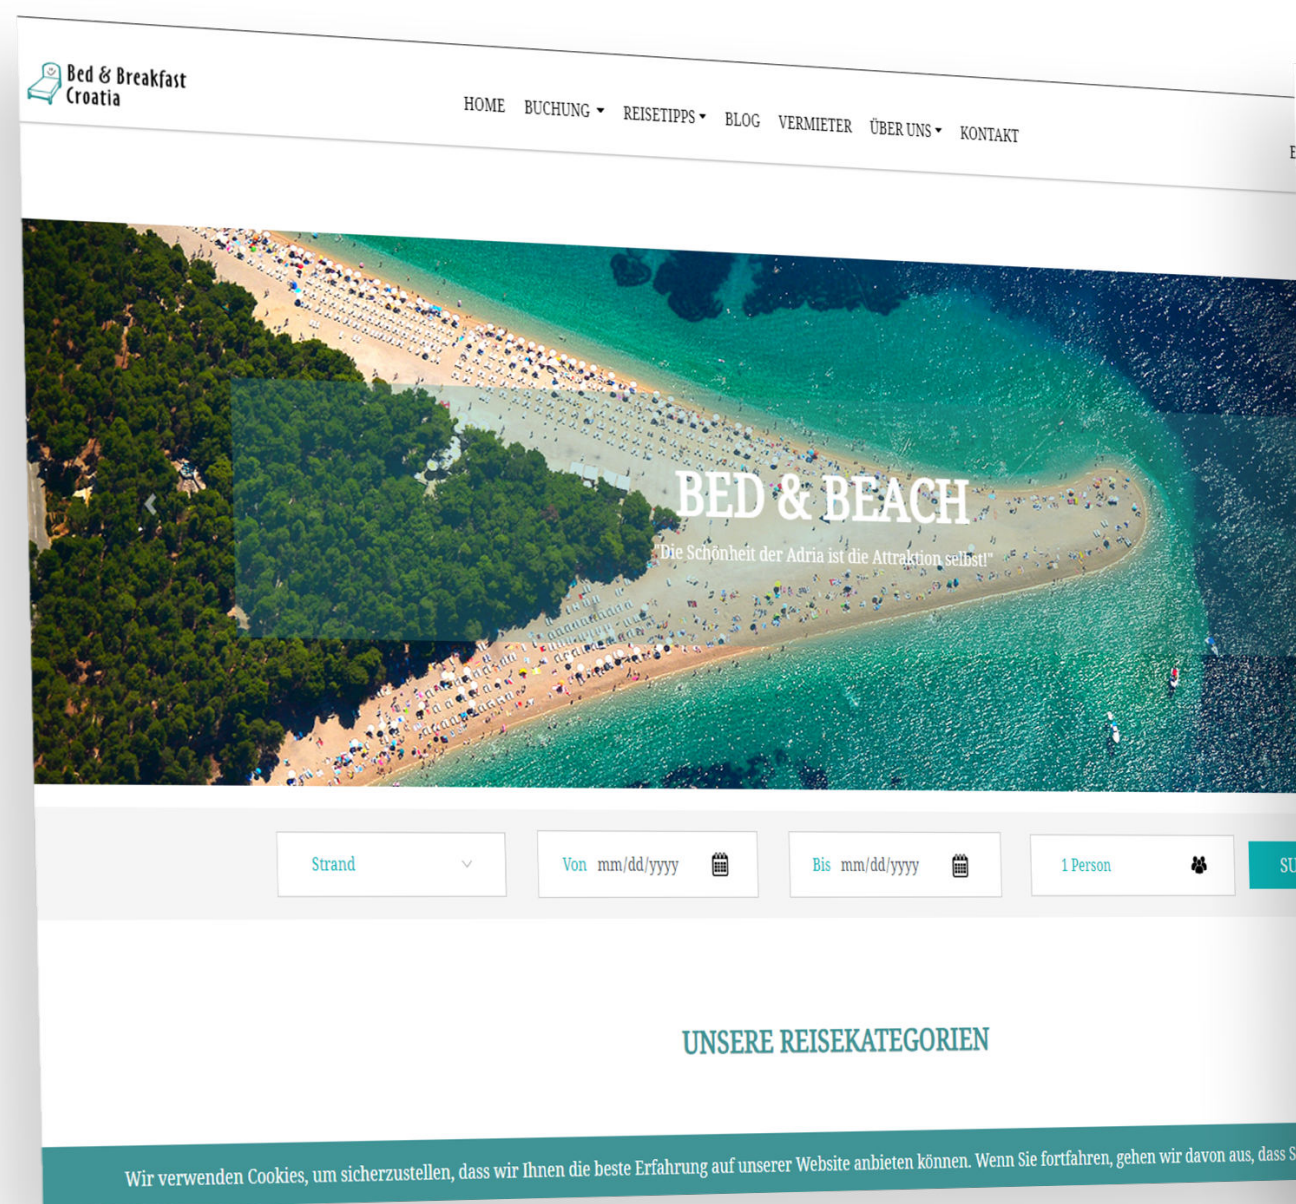 Bed & Breakfast
Croatia
HOME BUCHUNG REISETIPPS BLOG VERMIETER ÜBER UNS KONTAKT
BED & BEACH
"Die Schönheit der Adria ist die Attraktion selbst!"
Strand Von mm/dd/yyyy Bis mm/dd/yyyy 1 Person SU
UNSERE REISEKATEGORIEN
Wir verwenden Cookies, um sicherzustellen, dass wir Ihnen die beste Erfahrung auf unserer Website anbieten können. Wenn Sie fortfahren, gehen wir davon aus, dass S